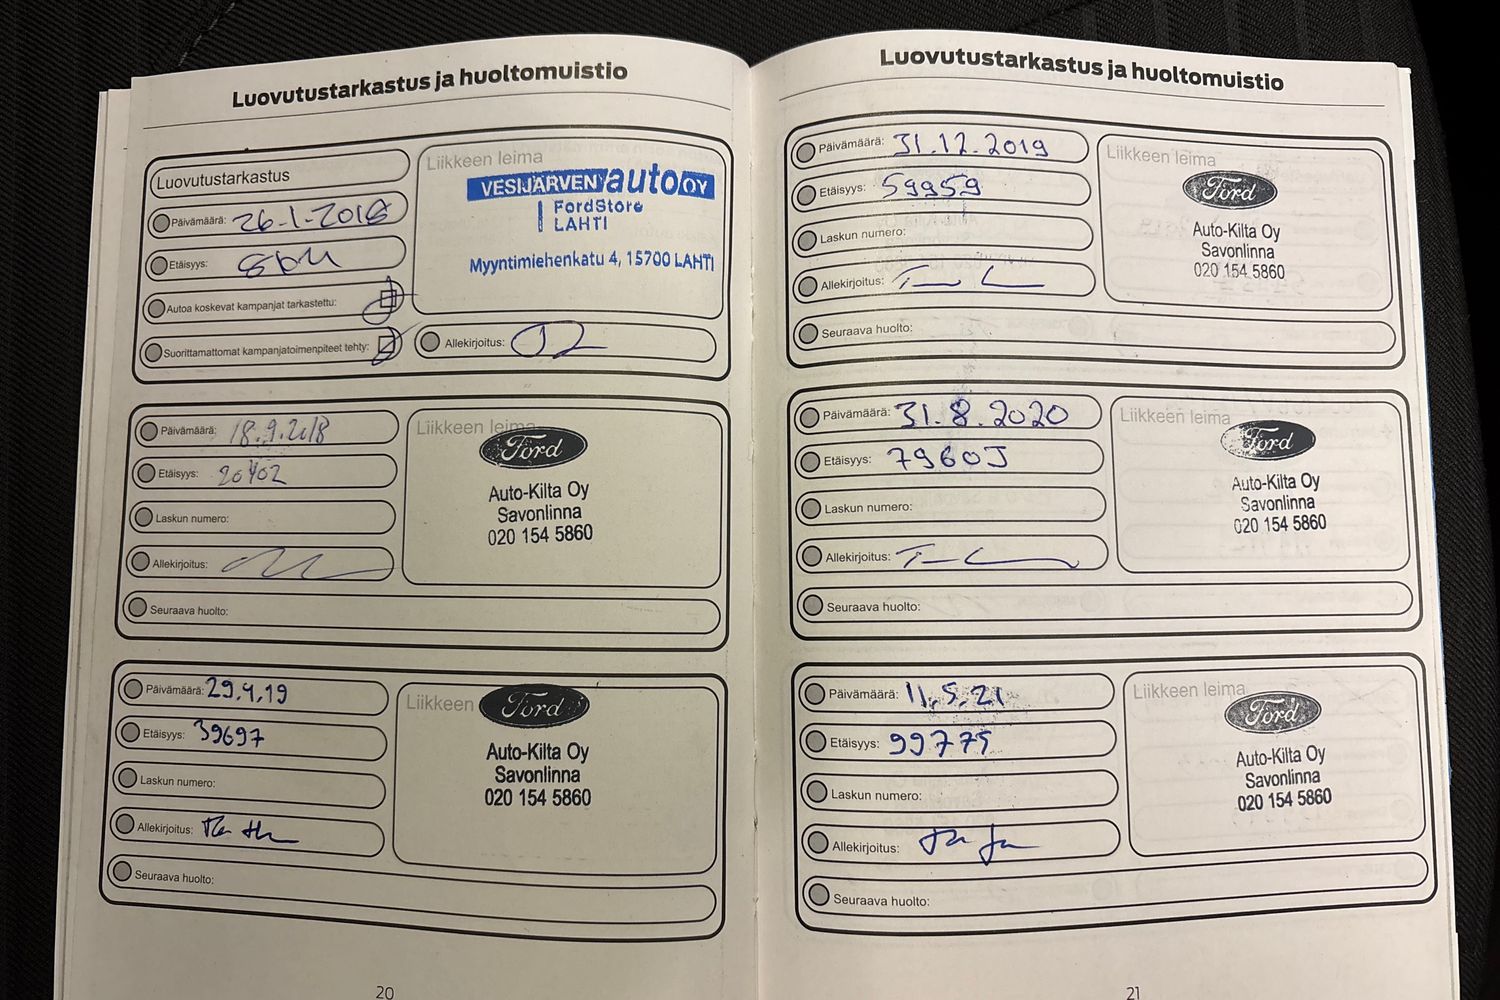 Luovutustarkastus ja huoltomuistio
Luovutustarkastus
Päivämäärä: 26.1.2018
Etäisyys:
Autoa koskevat kampanjat tarkastettu:
Suorittamattomat kampanjatoimenpiteet tehty:
Liikkeen leima
VESIJÄRVEN auto OY
FordStore
LAHTI
Myyntimiehenkatu 4, 15700 LAHTI
Allekirjoitus:
Päivämäärä: 18.9.2018
Etäisyys: 20402
Laskun numero:
Allekirjoitus:
Seuraava huolto:
Liikkeen leima
Ford
Auto-Kilta Oy
Savonlinna
020 154 5860
Päivämäärä: 29.4.19
Etäisyys: 39697
Laskun numero:
Allekirjoitus:
Seuraava huolto:
Liikkeen
Ford
Auto-Kilta Oy
Savonlinna
020 154 5860
20
Luovutustarkastus ja huoltomuistio
Päivämäärä: 31.12.2019
Etäisyys: 59959
Laskun numero:
Allekirjoitus:
Seuraava huolto:
Liikkeen leima
Ford
Auto-Kilta Oy
Savonlinna
020 154 5860
Päivämäärä: 31.8.2020
Etäisyys: 79605
Laskun numero:
Allekirjoitus:
Seuraava huolto:
Liikkeen leima
Ford
Auto-Kilta Oy
Savonlinna
020 154 5860
Päivämäärä: 11.5.21
Etäisyys: 99775
Laskun numero:
Allekirjoitus:
Seuraava huolto:
Liikkeen leima
Ford
Auto-Kilta Oy
Savonlinna
020 154 5860
21